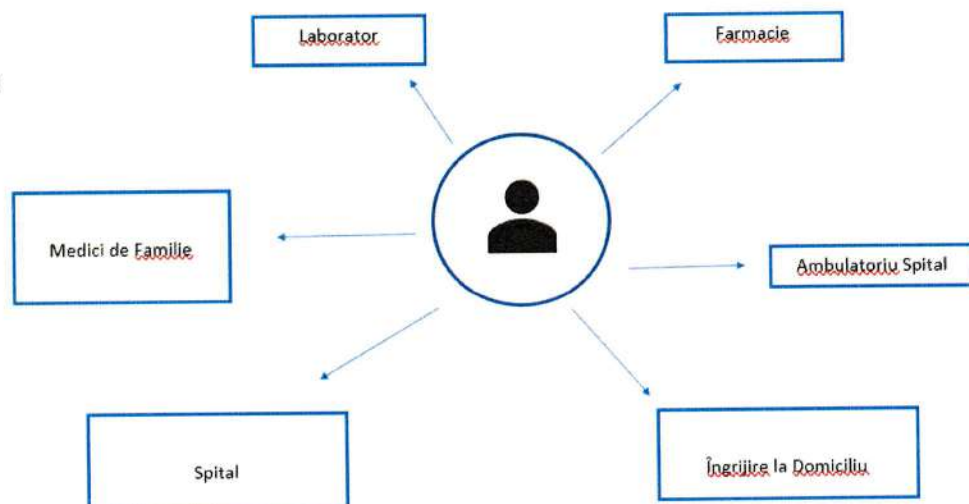 Laborator
Farmacie
Medici de Familie
Ambulatoriu Spital
Spital
Îngrijire la Domiciliu